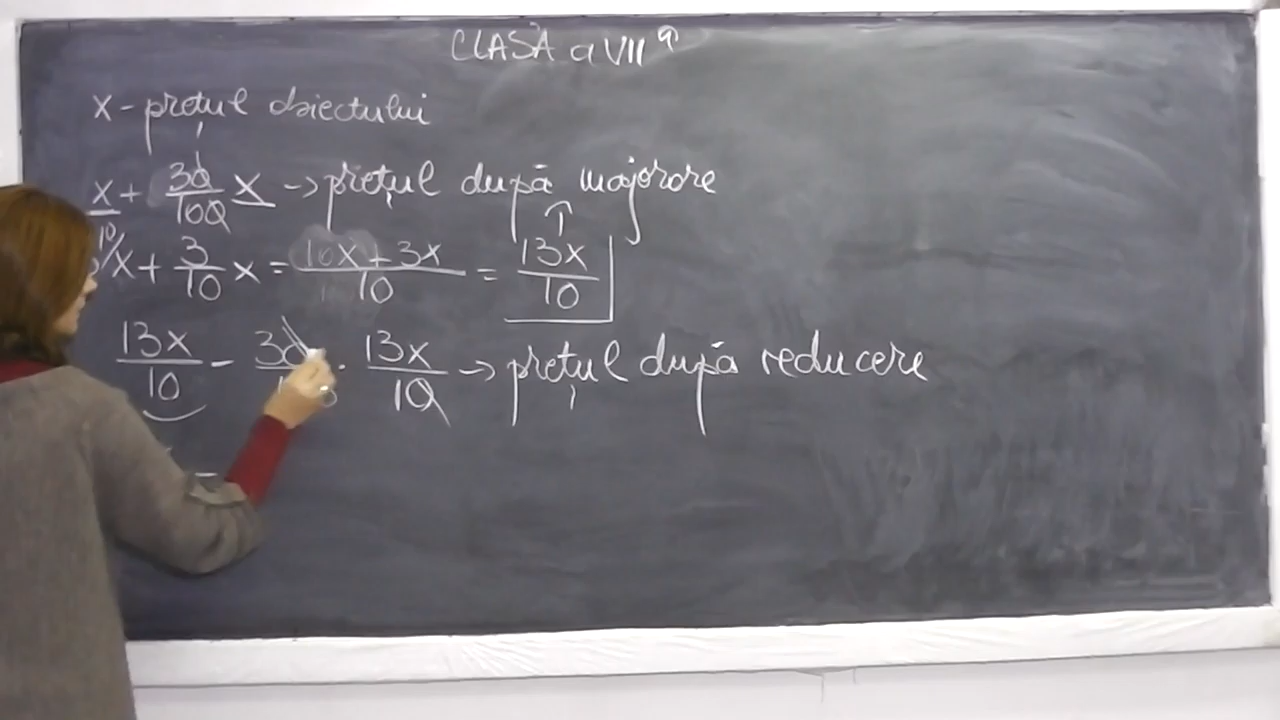 CLASA a VII a
x - prețul obiectului
x + 30/100 x -> prețul după majorare
10/x + 3/10 x = 10x + 3x/10 = 13x/10 ↑
13x/10 - 30/ · 13x/10 -> prețul după reducere